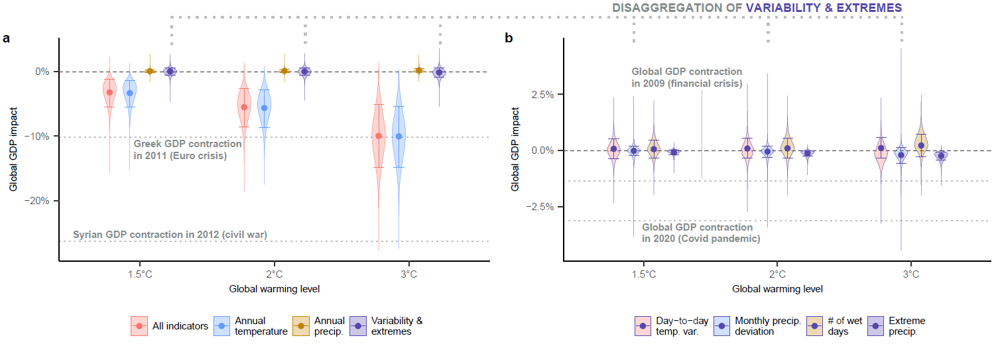 DISAGGREGATION OF VARIABILITY & EXTREMES
a
Global GDP impact
0%
−10%
−20%
Greek GDP contraction
in 2011 (Euro crisis)
Syrian GDP contraction in 2012 (civil war)
1.5°C
2°C
3°C
Global warming level
All indicators
Annual
temperature
Annual
precip.
Variability &
extremes
b
Global GDP impact
2.5%
0.0%
−2.5%
Global GDP contraction
in 2009 (financial crisis)
Global GDP contraction
in 2020 (Covid pandemic)
1.5°C
2°C
3°C
Global warming level
Day−to−day
temp. var.
Monthly precip.
deviation
# of wet
days
Extreme
precip.